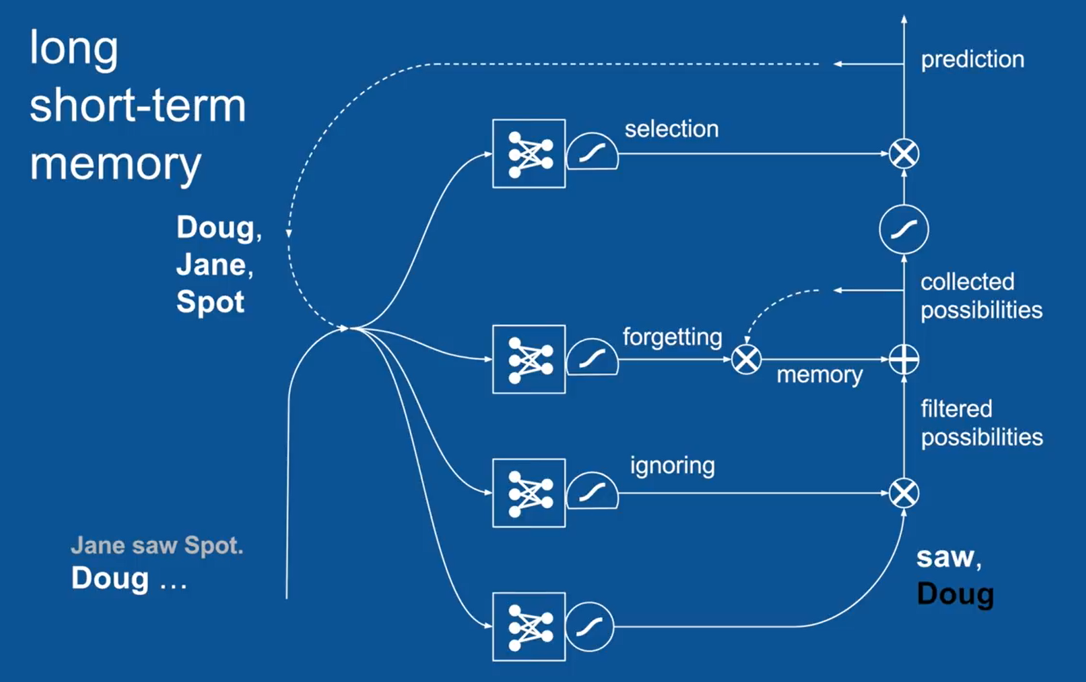 long
short-term
memory
prediction
selection
Doug,
Jane,
Spot
collected
possibilities
forgetting
memory
filtered
possibilities
ignoring
Jane saw Spot.
Doug ...
saw,
Doug